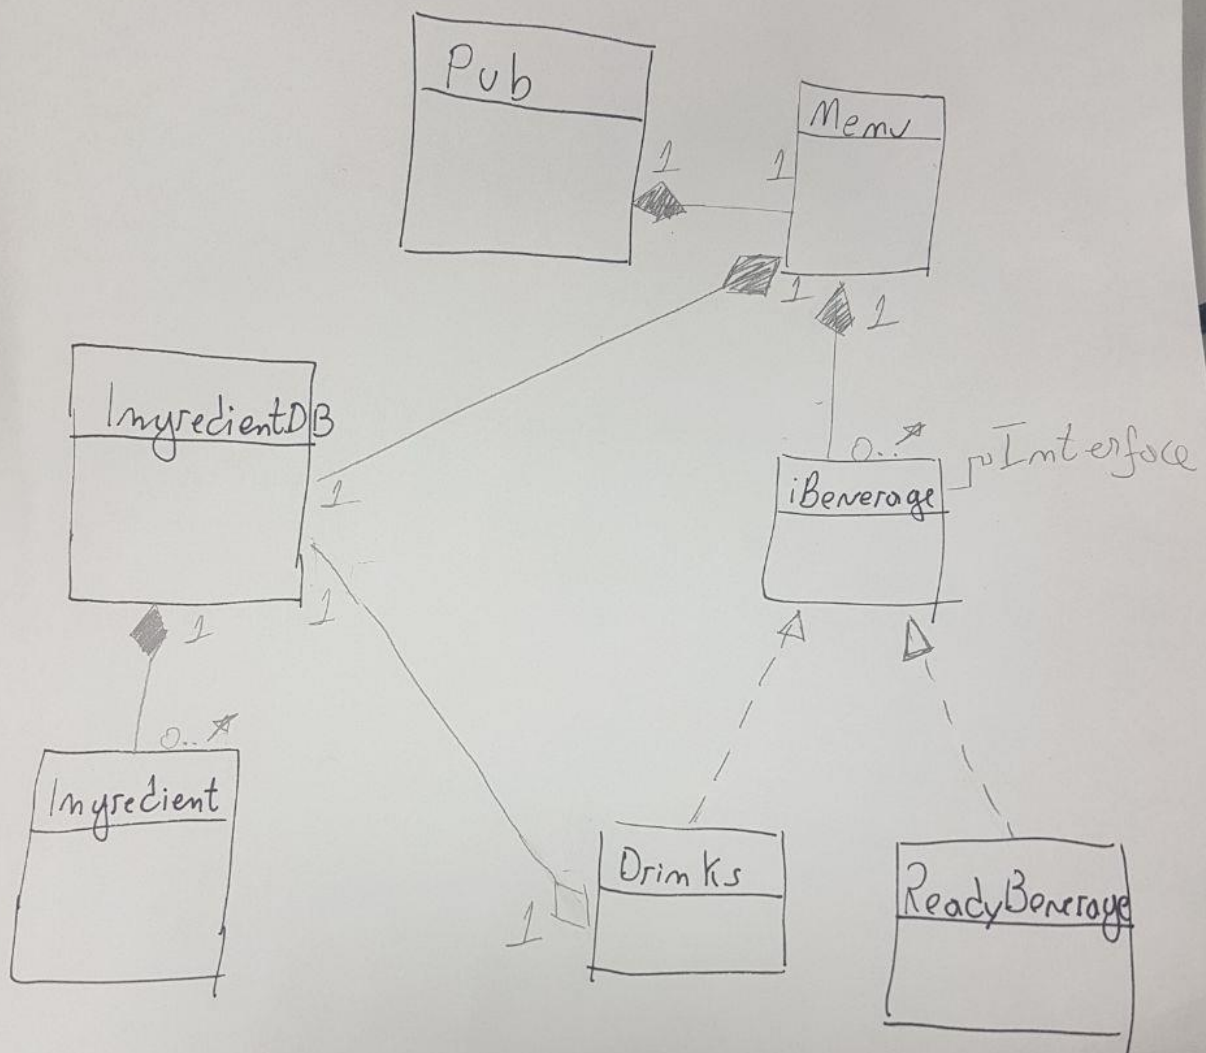 Pub
Menu
1
1
1
1
IngredientDB
1
0..*
Interface
iBeverage
1
1
0..*
Ingredient
Drinks
1
ReadyBeverage